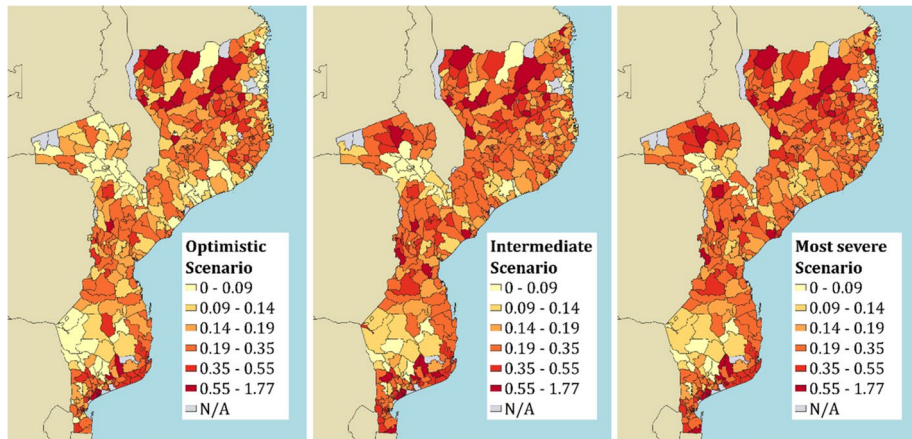 Optimistic
Scenario
0 - 0.09
0.09 - 0.14
0.14 - 0.19
0.19 - 0.35
0.35 - 0.55
0.55 - 1.77
N/A
Intermediate
Scenario
0 - 0.09
0.09 - 0.14
0.14 - 0.19
0.19 - 0.35
0.35 - 0.55
0.55 - 1.77
N/A
Most severe
Scenario
0 - 0.09
0.09 - 0.14
0.14 - 0.19
0.19 - 0.35
0.35 - 0.55
0.55 - 1.77
N/A